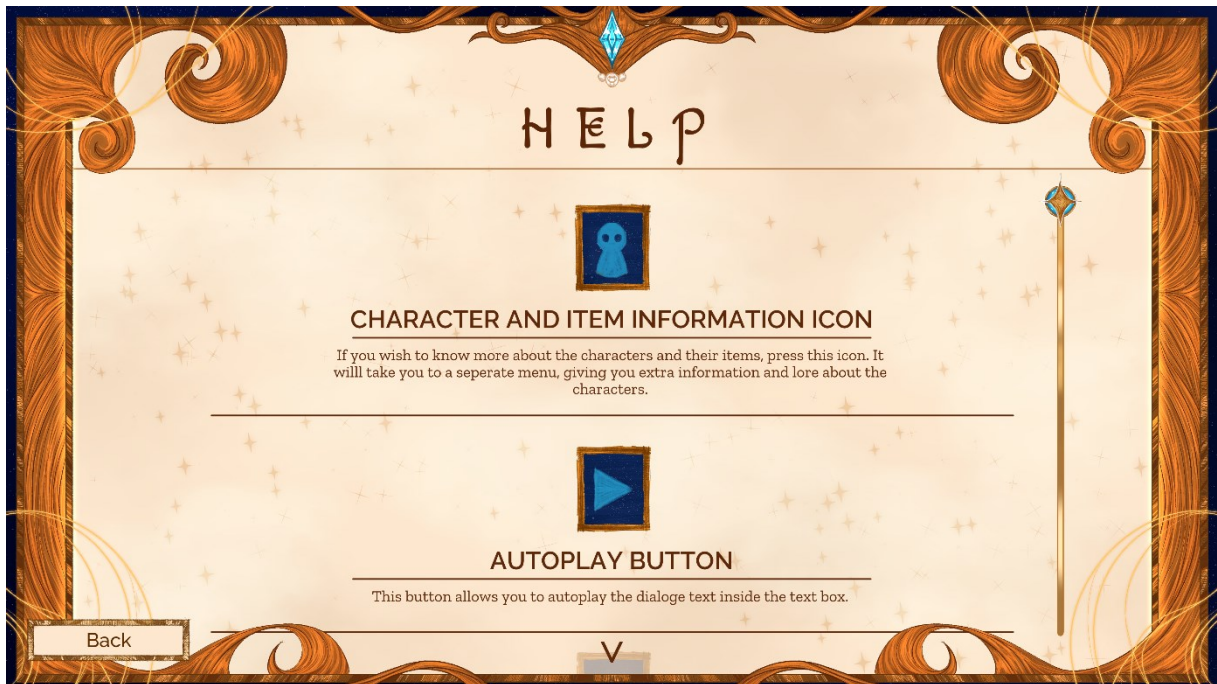 HELP
CHARACTER AND ITEM INFORMATION ICON
If you wish to know more about the characters and their items, press this icon. It
willl take you to a seperate menu, giving you extra information and lore about the
characters.
AUTOPLAY BUTTON
This button allows you to autoplay the dialoge text inside the text box.
Back